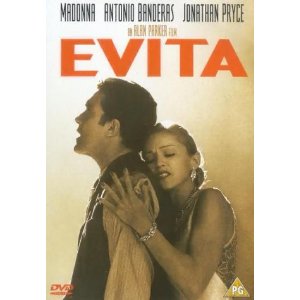 MADONNA ANTONIO BANDERAS JONATHAN PRYCE
AN ALAN PARKER FILM
EVITA
DVD
PG